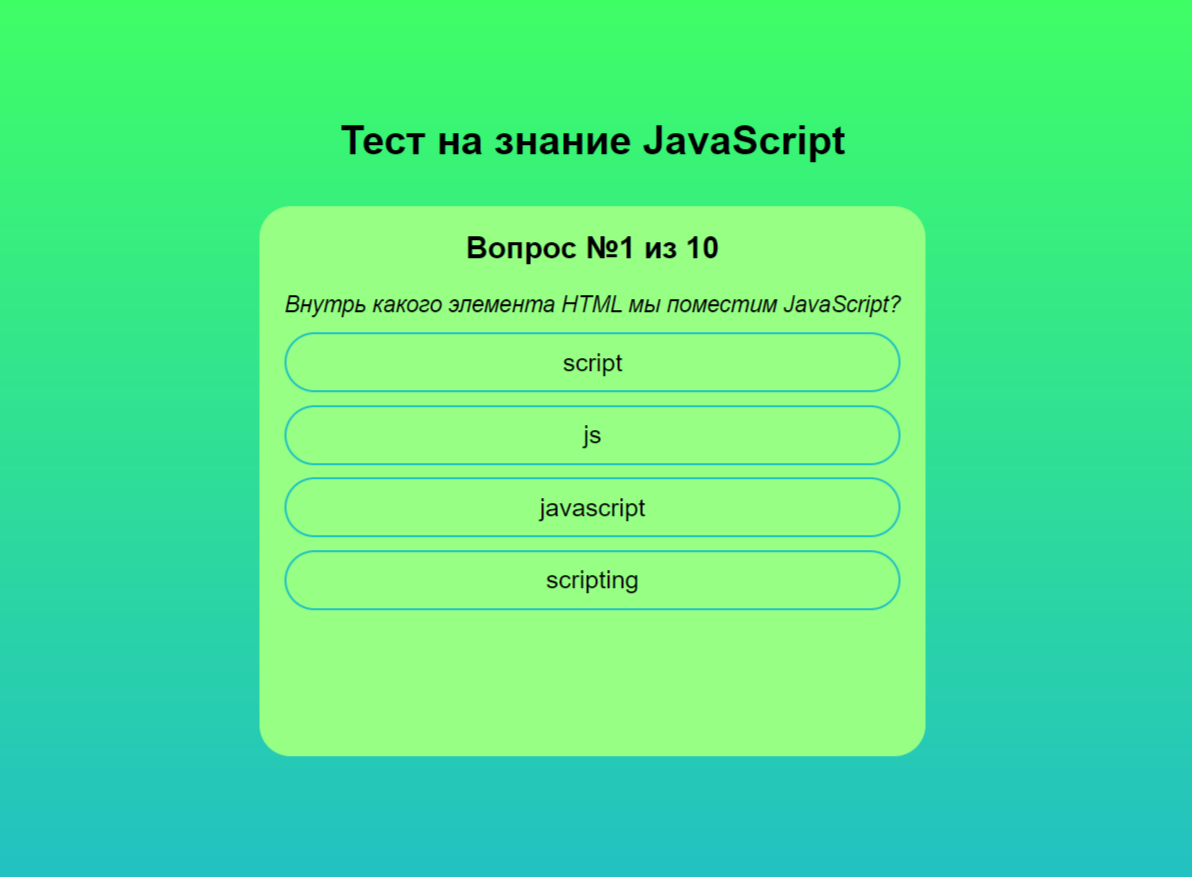 Тест на знание JavaScript
Вопрос №1 из 10
Внутрь какого элемента HTML мы поместим JavaScript?
script
js
javascript
scripting